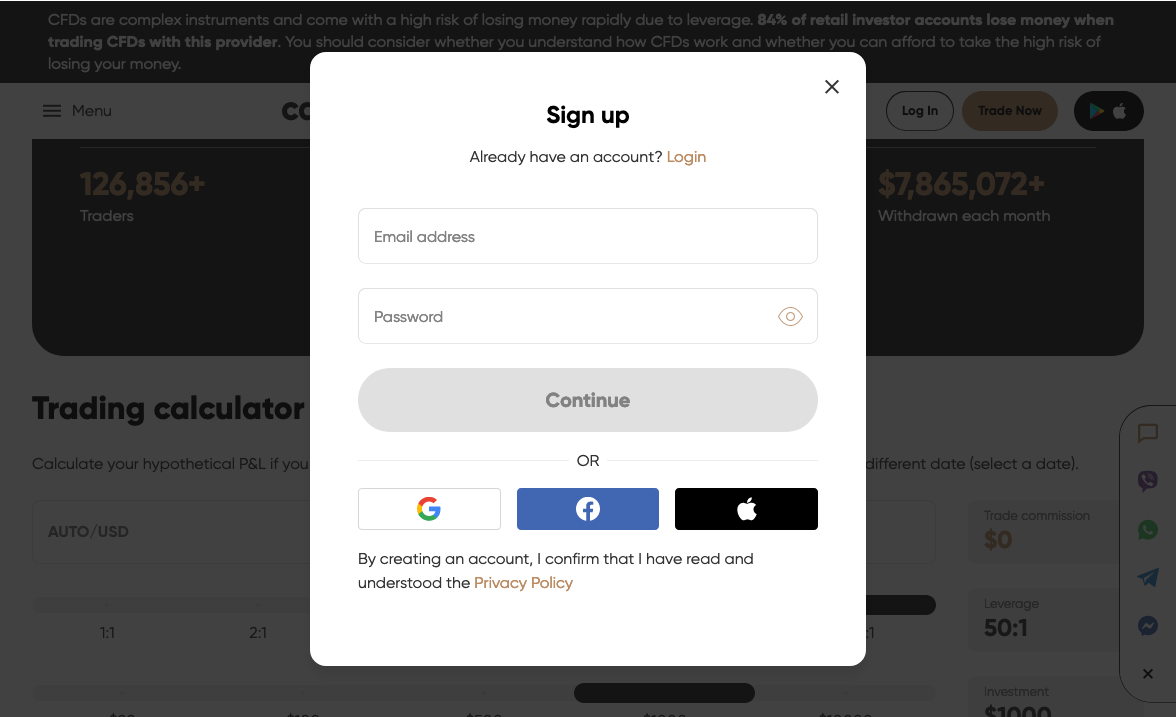 CFDs are complex instruments and come with a high risk of losing money rapidly due to leverage. 84% of retail investor accounts lose money when
trading CFDs with this provider. You should consider whether you understand how CFDs work and whether you can afford to take the high risk of
losing your money.
Menu
Log In
Trade Now
126,856+
Traders
$7,865,072+
Withdrawn each month
Sign up
Already have an account? Login
Email address
Password
Continue
OR
By creating an account, I confirm that I have read and
understood the Privacy Policy
Trading calculator
Calculate your hypothetical P&L if you
different date (select a date).
AUTO/USD
Trade commission
$0
1:1
2:1
:1
Leverage
50:1
Investment
$1000